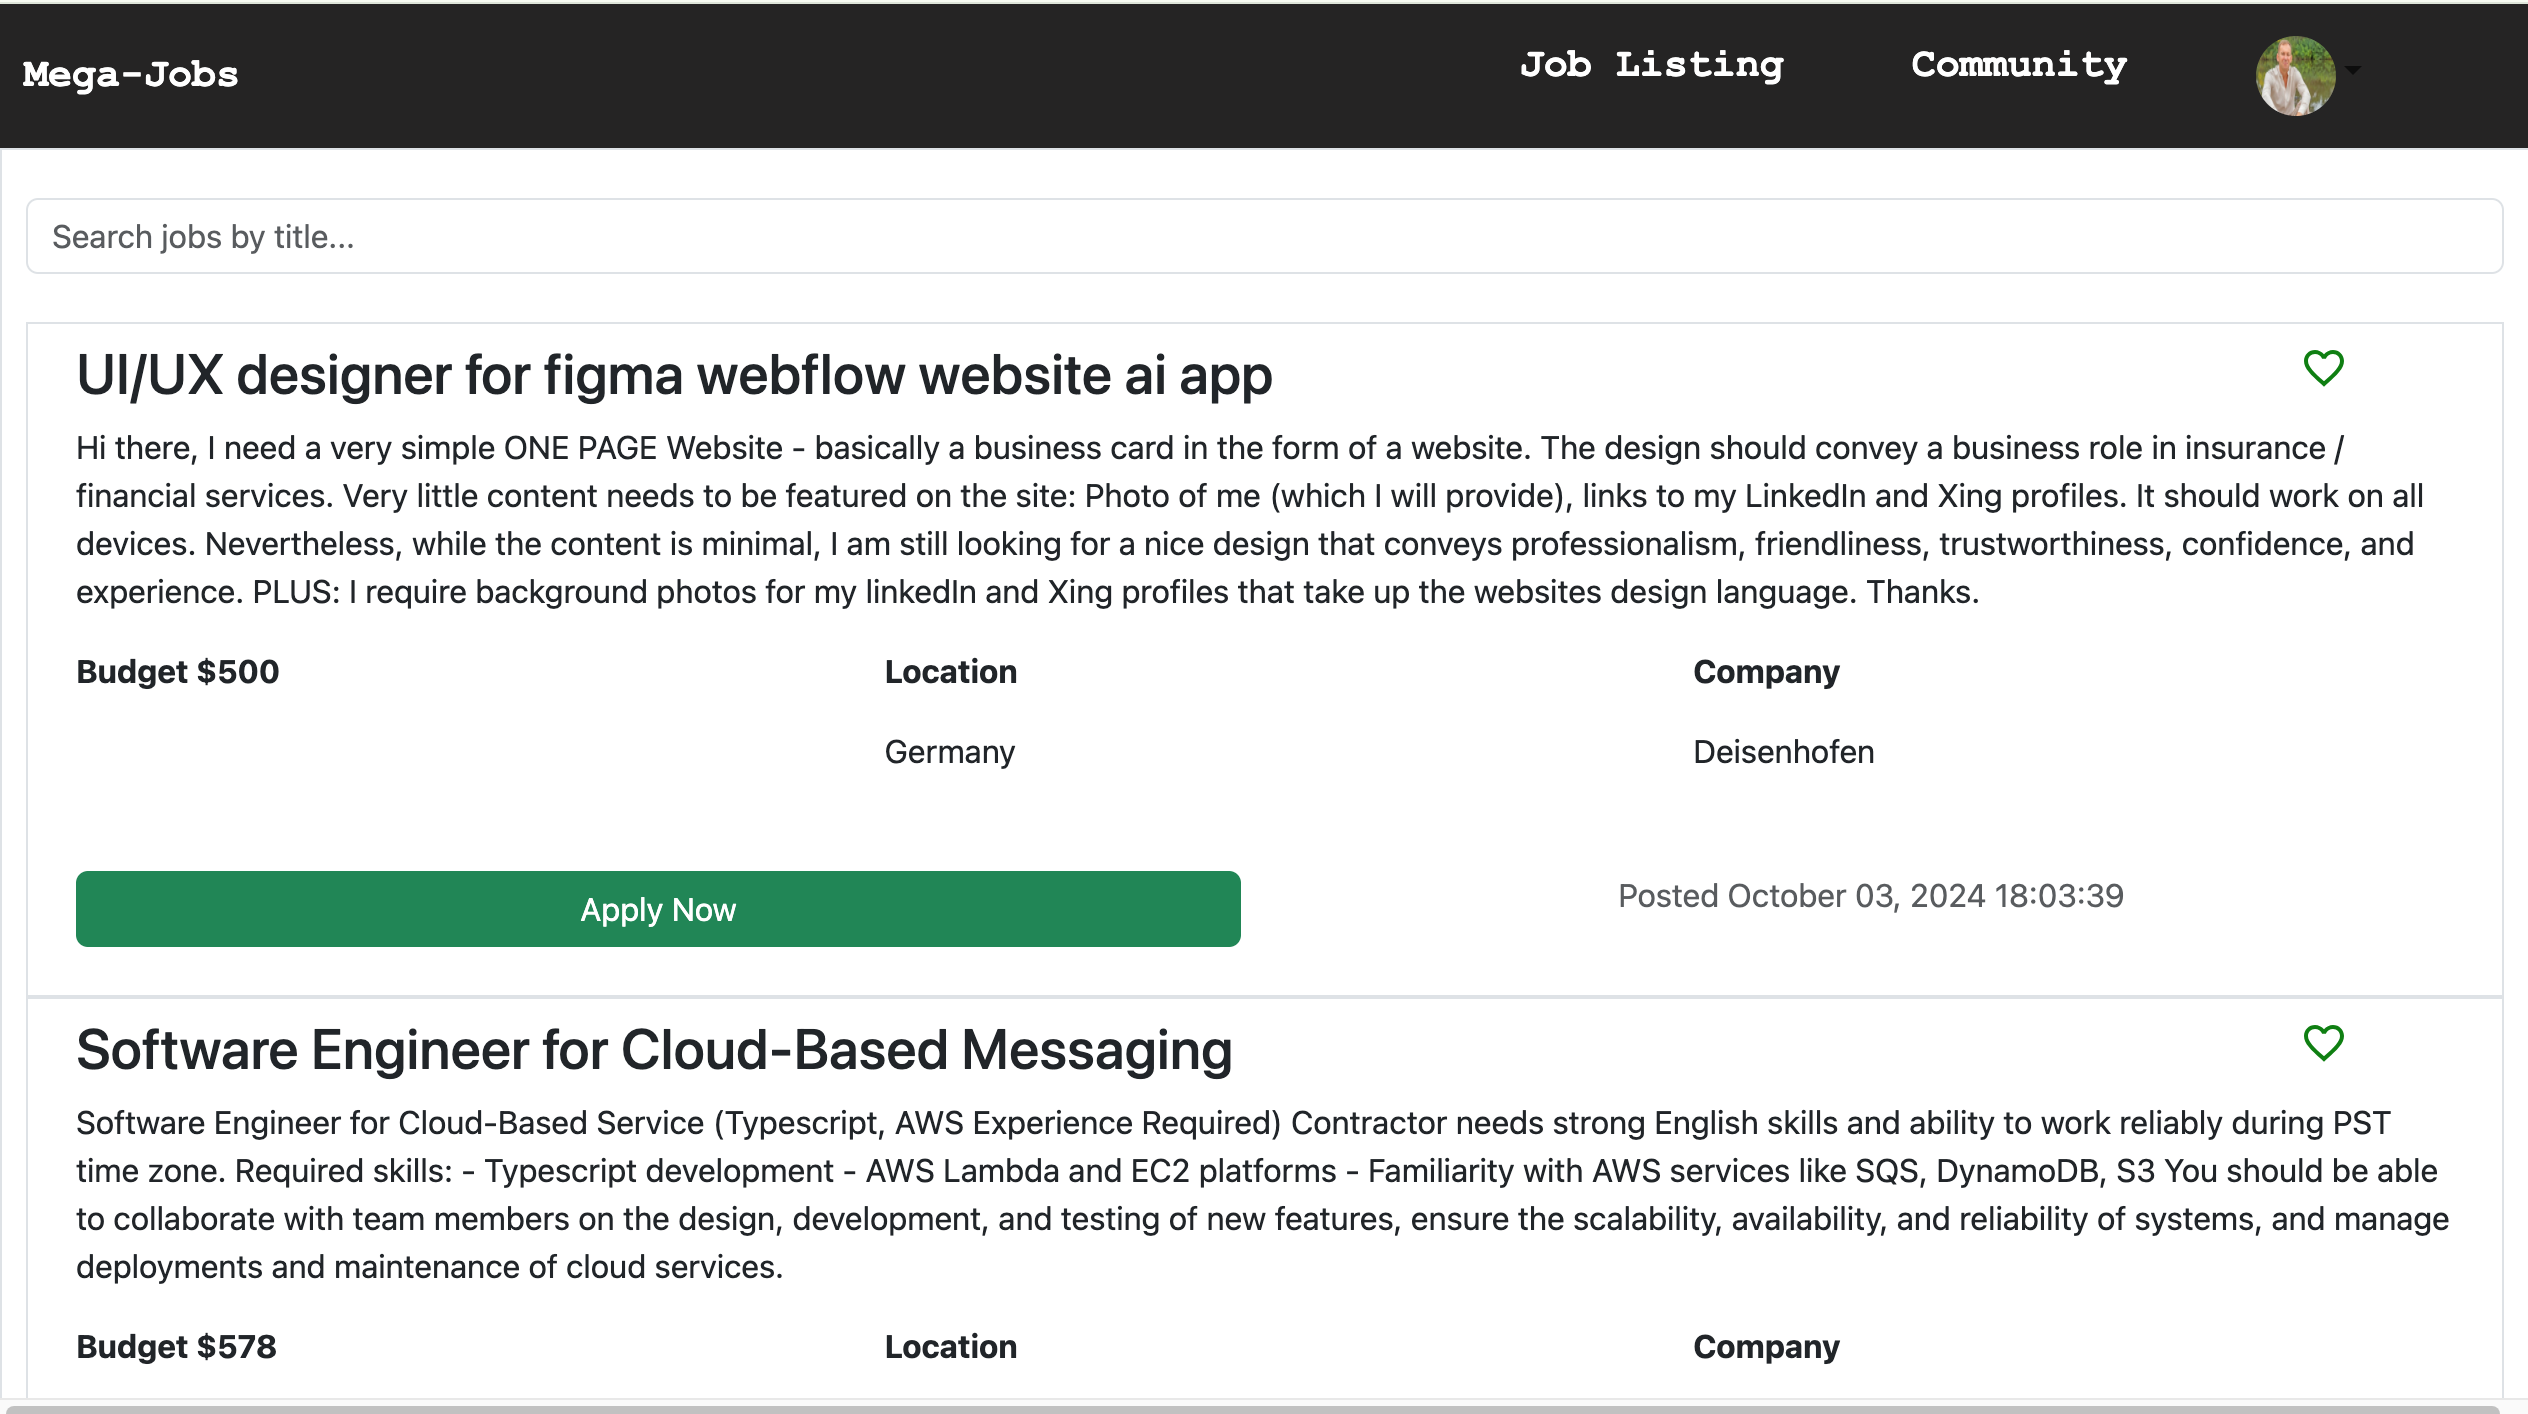 Mega-Jobs
Job Listing
Community
Search jobs by title...
UI/UX designer for figma webflow website ai app
Hi there, I need a very simple ONE PAGE Website - basically a business card in the form of a website. The design should convey a business role in insurance /
financial services. Very little content needs to be featured on the site: Photo of me (which I will provide), links to my LinkedIn and Xing profiles. It should work on all
devices. Nevertheless, while the content is minimal, I am still looking for a nice design that conveys professionalism, friendliness, trustworthiness, confidence, and
experience. PLUS: I require background photos for my linkedIn and Xing profiles that take up the websites design language. Thanks.
Budget $500
Location
Company
Germany
Deisenhofen
Apply Now
Posted October 03, 2024 18:03:39
Software Engineer for Cloud-Based Messaging
Software Engineer for Cloud-Based Service (Typescript, AWS Experience Required) Contractor needs strong English skills and ability to work reliably during PST
time zone. Required skills: - Typescript development - AWS Lambda and EC2 platforms - Familiarity with AWS services like SQS, DynamoDB, S3 You should be able
to collaborate with team members on the design, development, and testing of new features, ensure the scalability, availability, and reliability of systems, and manage
deployments and maintenance of cloud services.
Budget $578
Location
Company